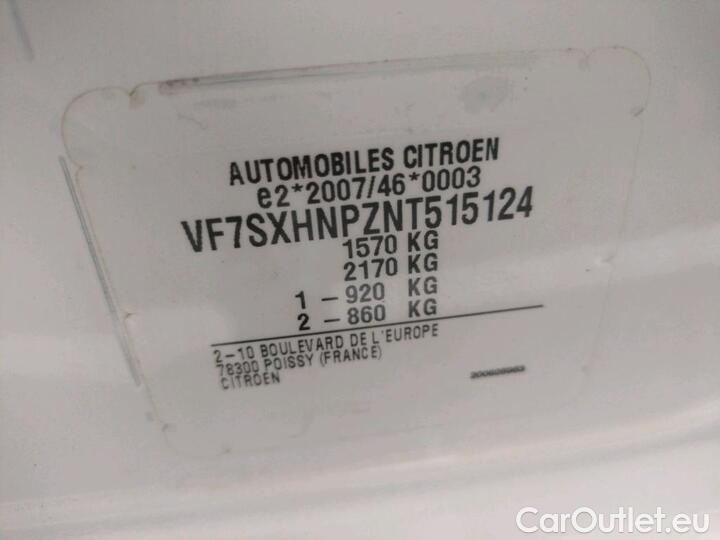 AUTOMOBILES CITROEN
e2*2007/46*0003
VF7SXHNPZNT515124
1570 KG
2170 KG
1 - 920 KG
2 - 860 KG
2-10 BOULEVARD DE L'EUROPE
78300 POISSY (FRANCE)
CITROEN
CarOutlet.eu